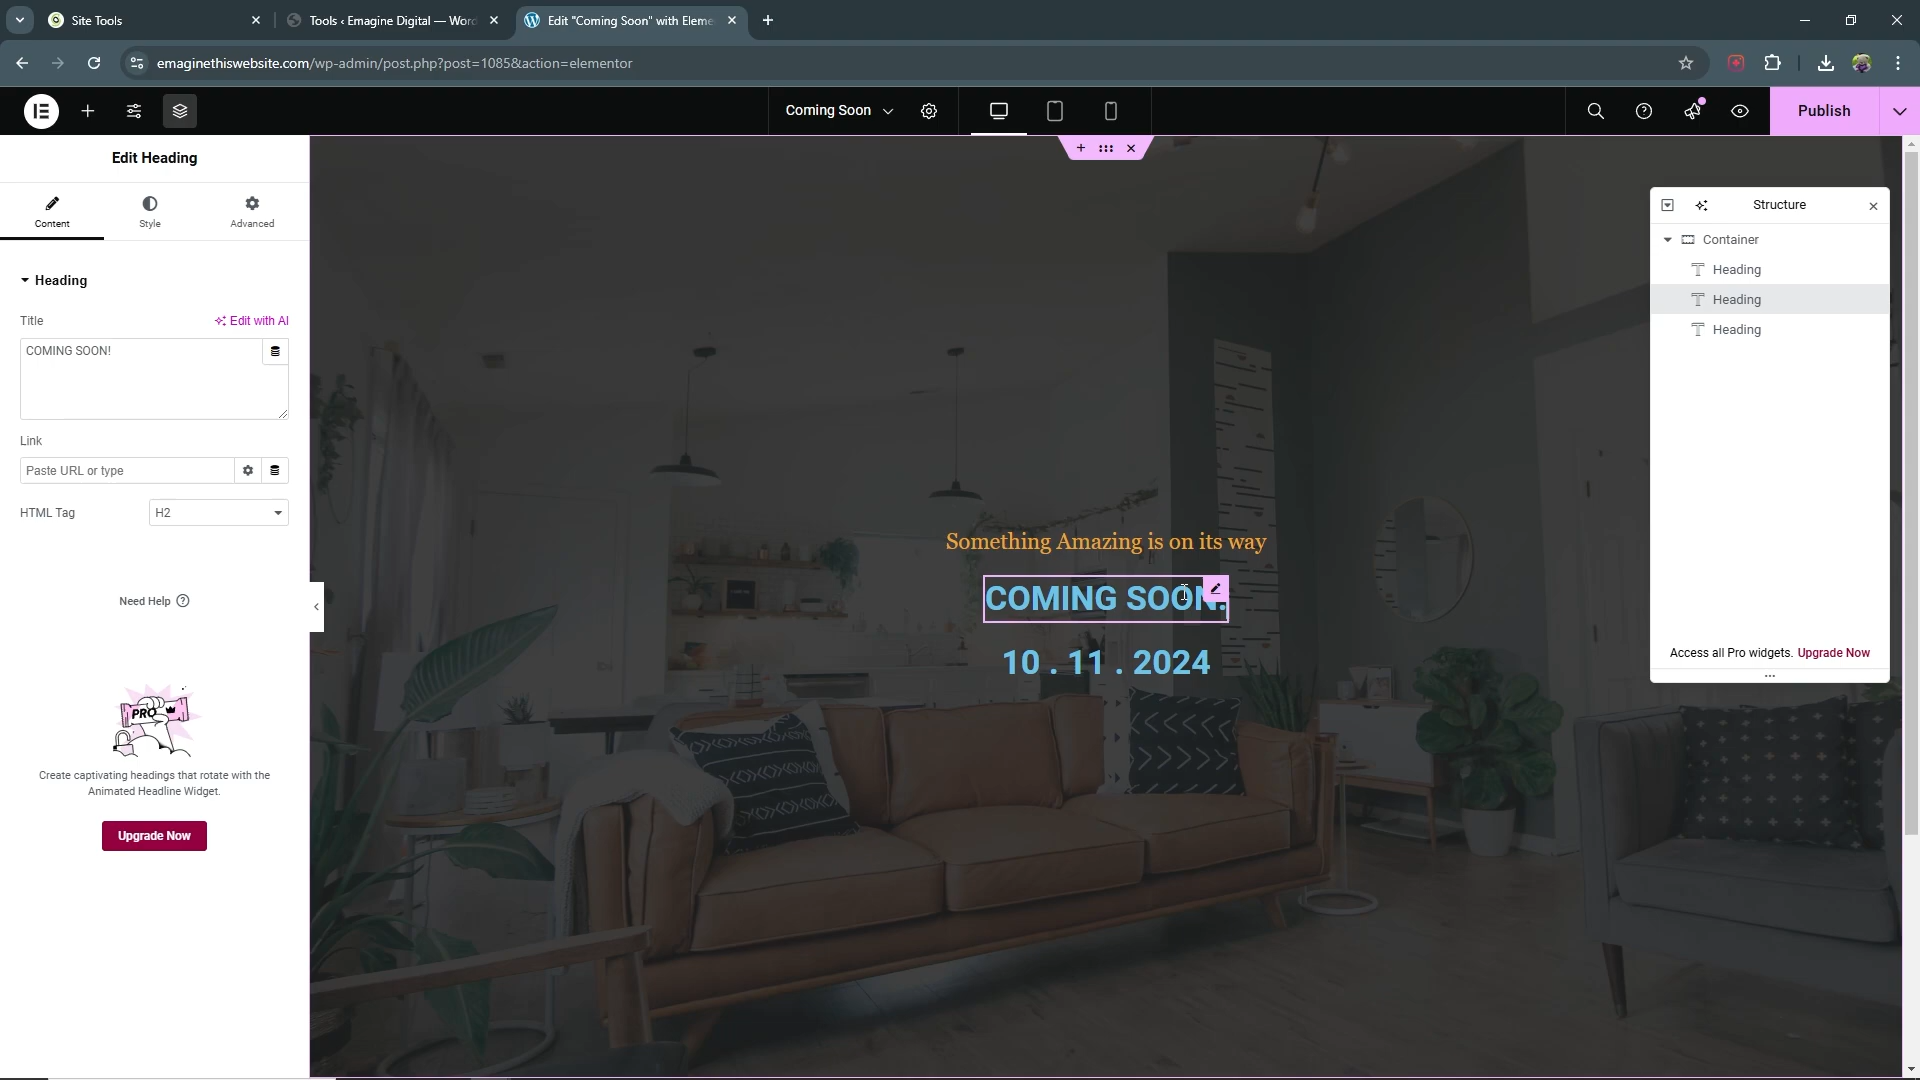 Site Tools
Tools ‹ Emagine Digital — Word
Edit "Coming Soon" with Eleme
emaginethiswebsite.com/wp-admin/post.php?post=1085&action=elementor
Coming Soon
Publish
Edit Heading
Content
Style
Advanced
Heading
Title
Edit with AI
COMING SOON!
Link
Paste URL or type
HTML Tag
H2
Need Help
PRO
Create captivating headings that rotate with the
Animated Headline Widget.
Upgrade Now
Something Amazing is on its way
COMING SOON!
10 . 11 . 2024
Structure
Container
Heading
Heading
Heading
Access all Pro widgets. Upgrade Now